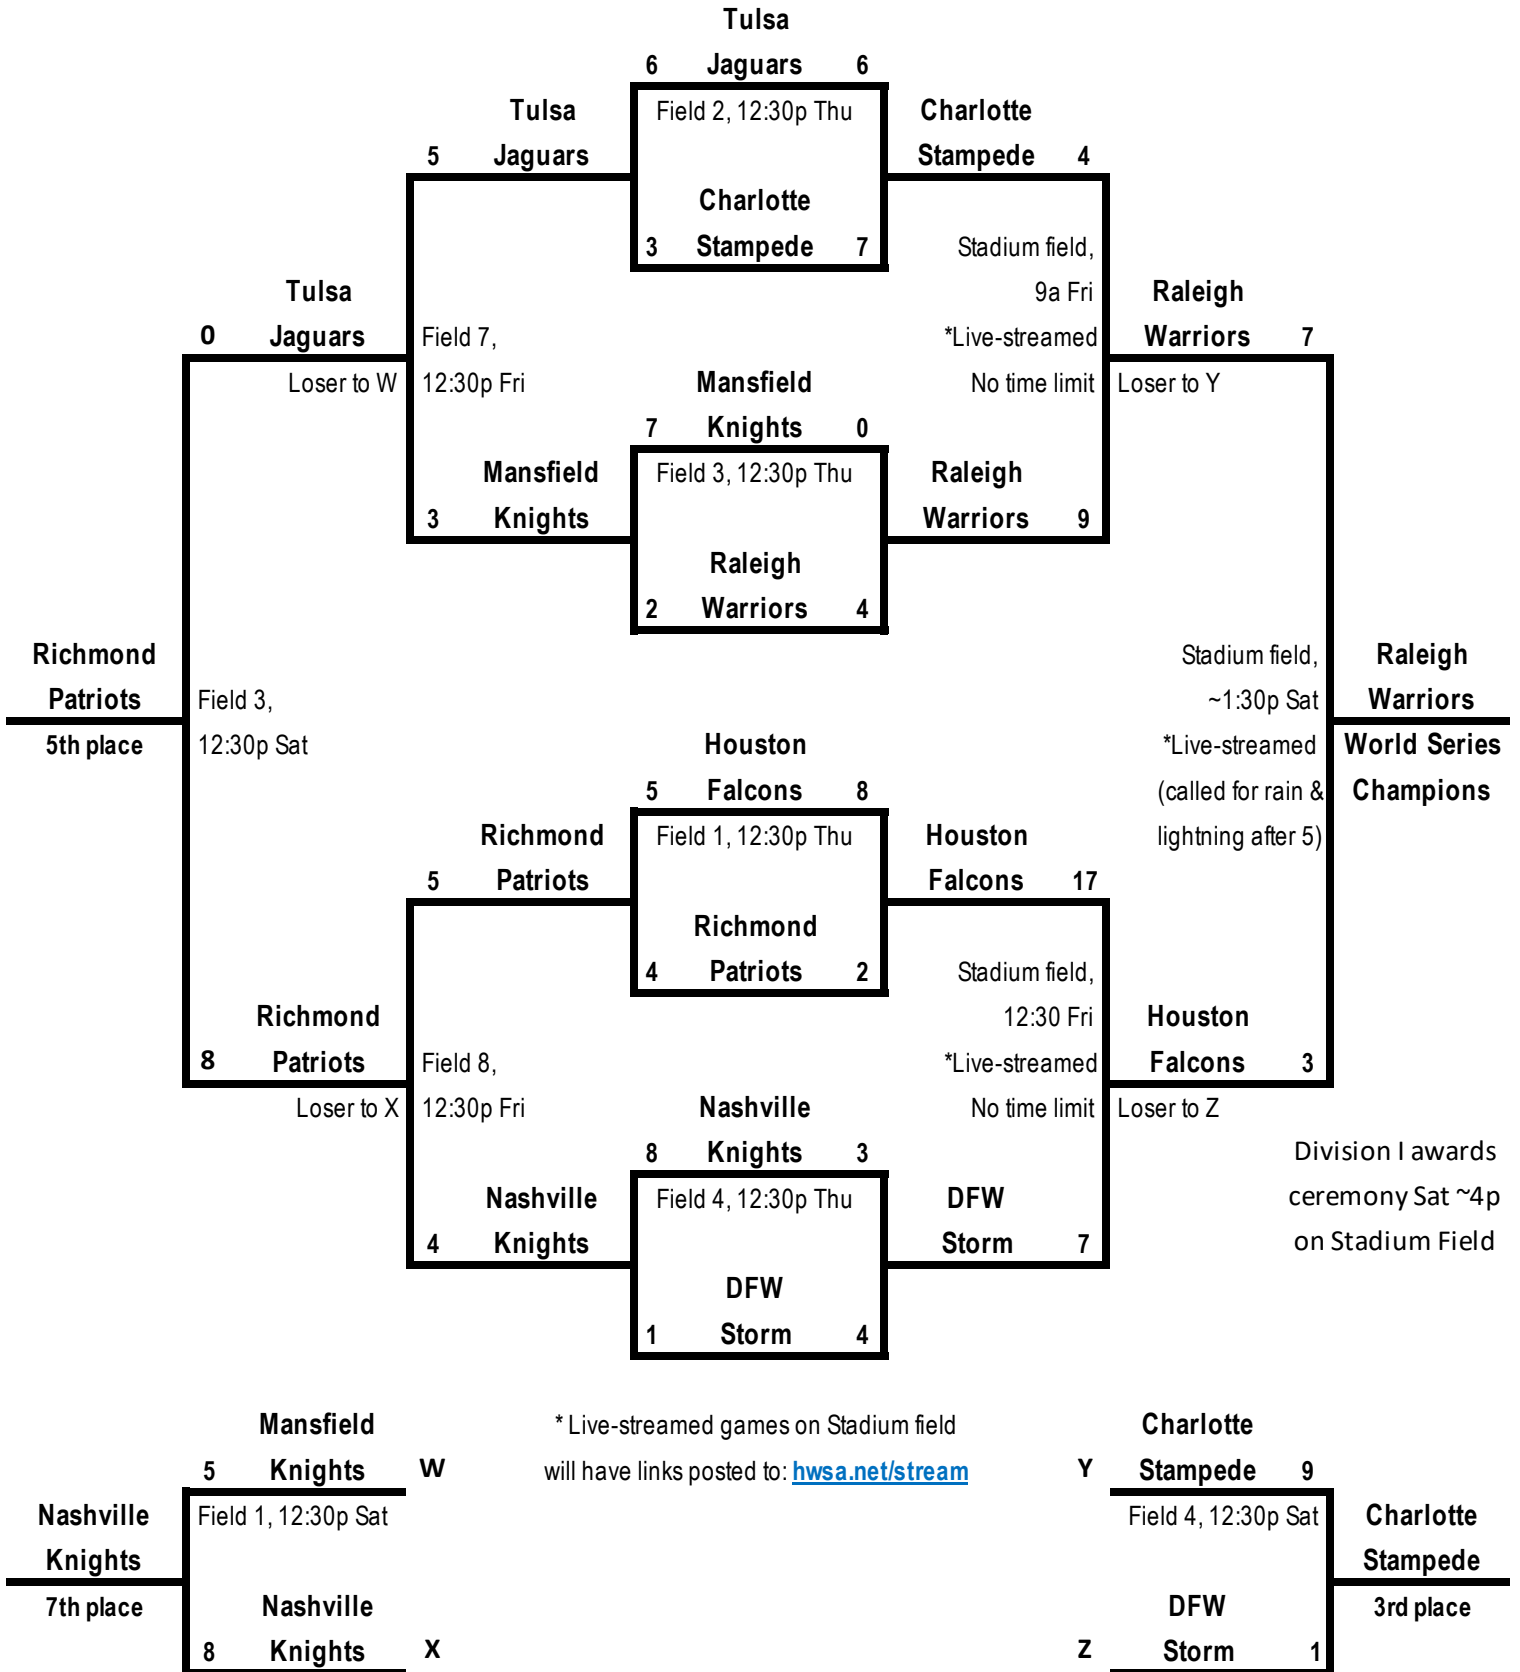 Tulsa
6 Jaguars 6
Tulsa Field 2, 12:30p Thu Charlotte
5 Jaguars Stampede 4
Charlotte
3 Stampede 7 Stadium field,
Tulsa 9a Fri Raleigh
0 Jaguars Field 7, *Live-streamed Warriors 7
Loser to W 12:30p Fri Mansfield No time limit Loser to Y
7 Knights 0
Mansfield Field 3, 12:30p Thu Raleigh
3 Knights Warriors 9
Raleigh
2 Warriors 4
Richmond Stadium field, Raleigh
Patriots Field 3, ~1:30p Sat Warriors
5th place 12:30p Sat Houston *Live-streamed World Series
5 Falcons 8 (called for rain & Champions
Richmond Field 1, 12:30p Thu Houston lightning after 5)
5 Patriots Falcons 17
Richmond
4 Patriots 2 Stadium field,
Richmond 12:30 Fri Houston
8 Patriots Field 8, *Live-streamed Falcons 3
Loser to X 12:30p Fri Nashville No time limit Loser to Z
8 Knights 3 Division I awards
Nashville Field 4, 12:30p Thu DFW ceremony Sat ~4p
4 Knights Storm 7 on Stadium Field
DFW
1 Storm 4
Mansfield * Live-streamed games on Stadium field Charlotte
5 Knights W will have links posted to: hwsa.net/stream Y Stampede 9
Nashville Field 1, 12:30p Sat Field 4, 12:30p Sat Charlotte
Knights Stampede
7th place Nashville DFW 3rd place
8 Knights X Z Storm 1